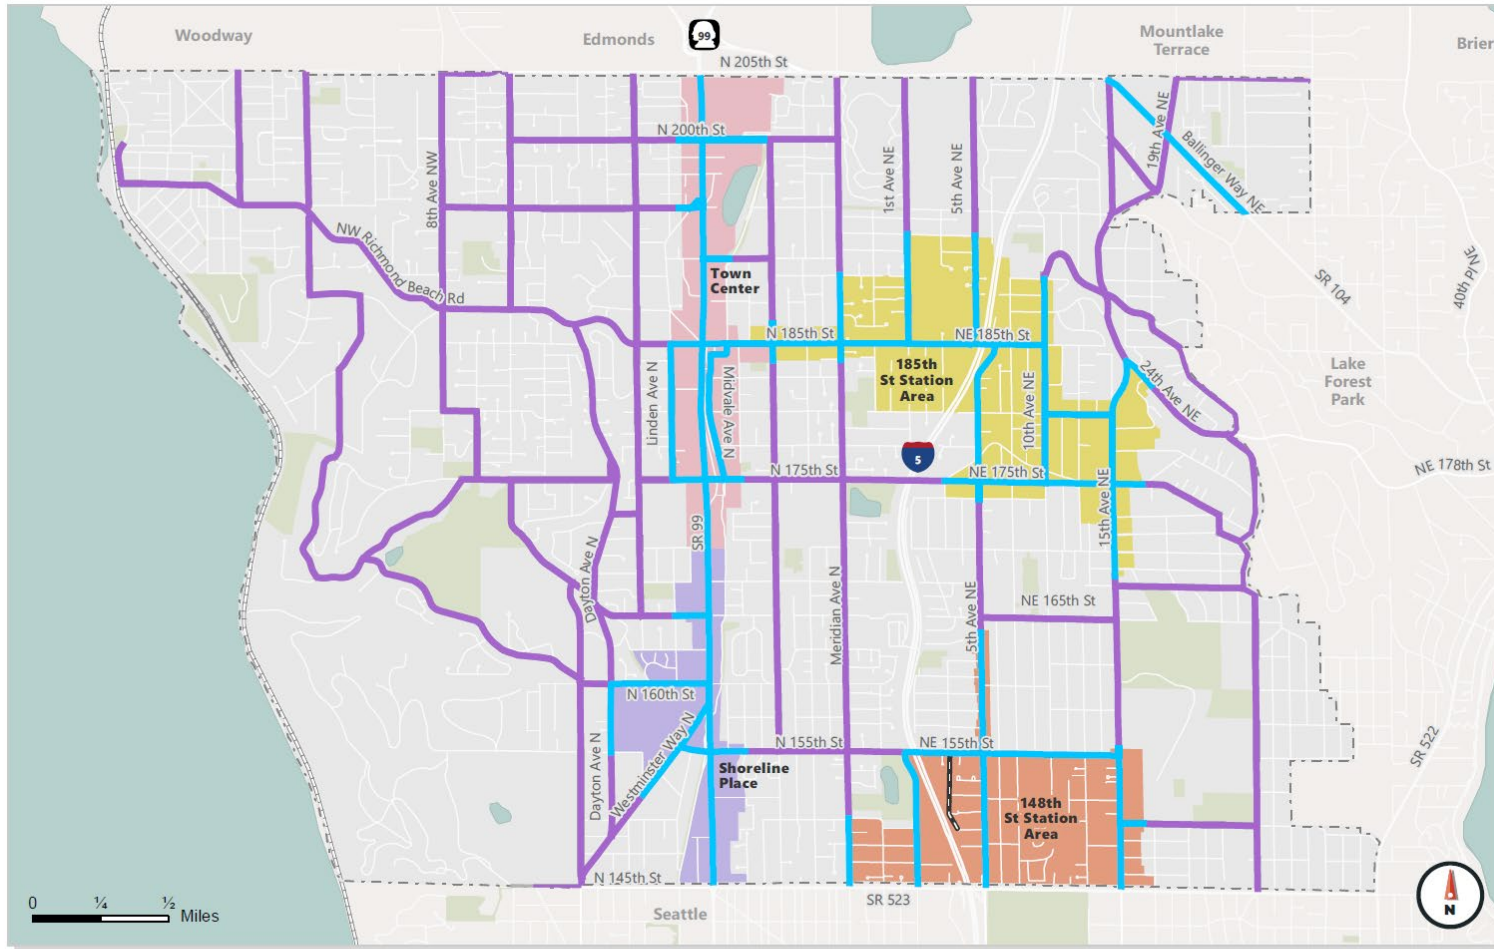 Woodway
Edmonds
99
N 205th St
Mountlake
Terrace
Brier
N 200th St
8th Ave NW
1st Ave NE
5th Ave NE
19th Ave NE
Ballinger Way NE
NW Richmond Beach Rd
Town
Center
SR 104
40th Pl NE
N 185th St
NE 185th St
185th
St Station
Area
Linden Ave N
Midvale Ave N
10th Ave NE
24th Ave NE
Lake
Forest
Park
5
N 175th St
NE 175th St
NE 178th St
SR 99
15th Ave NE
Dayton Ave N
Meridian Ave N
5th Ave NE
NE 165th St
N 160th St
Westminster Way N
Dayton Ave N
N 155th St
NE 155th St
SR 522
Shoreline
Place
148th
St Station
Area
N 145th St
SR 523
Seattle
0 ¼ ½ Miles
N